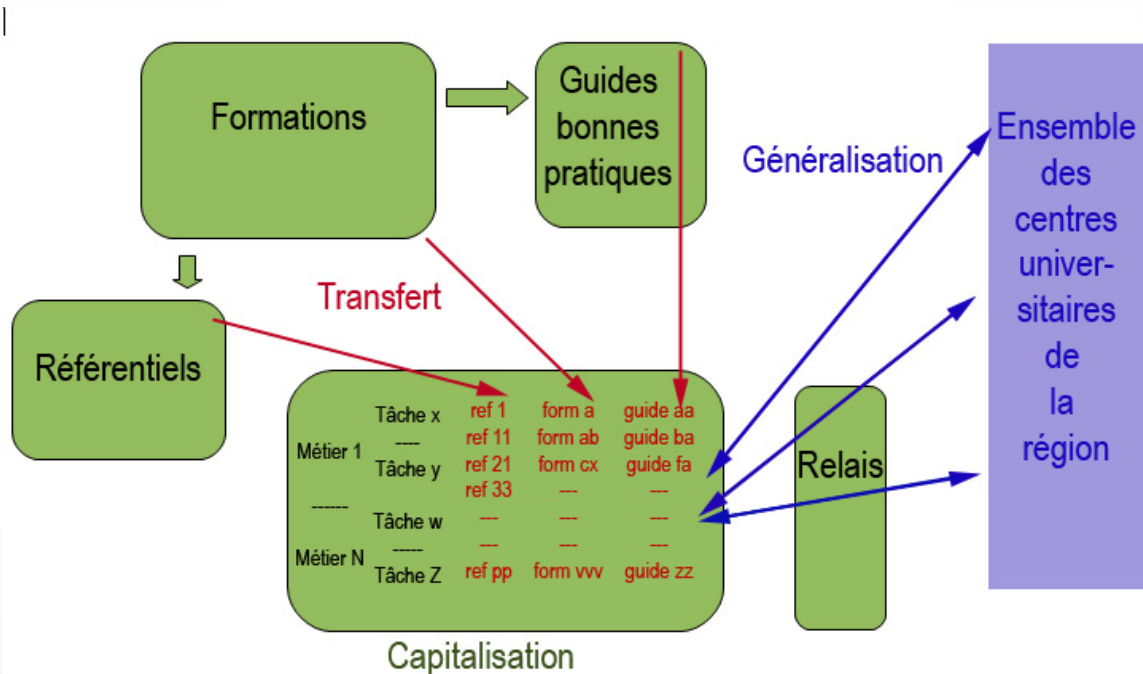 Formations
Guides
bonnes
pratiques
Généralisation
Ensemble
des
centres
univer-
sitaires
de
la
région
Transfert
Référentiels
Tâche x ref 1 form a guide aa
---- ref 11 form ab guide ba
Métier 1
Tâche y ref 21 form cx guide fa
ref 33 --- ---
------
Tâche w --- --- ---
----- --- --- ---
Métier N
Tâche Z ref pp form vvv guide zz
Relais
Capitalisation